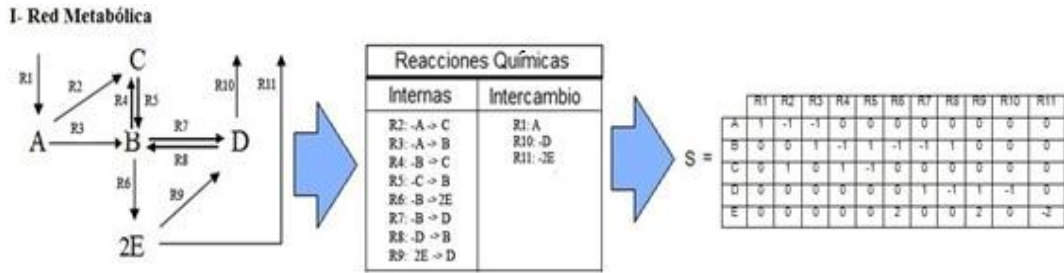 I- Red Metabólica
C
R1
R2
R4
R5
R10
R11
A
R3
B
R7
D
R8
R6
R9
2E
Reacciones Químicas
Internas Intercambio
R2: -A -> C R1: A
R3: -A -> B R10: -D
R4: -B -> C R11: -2E
R5: -C -> B
R6: -B -> 2E
R7: -B -> D
R8: -D -> B
R9: 2E -> D
S =
R1 R2 R3 R4 R5 R6 R7 R8 R9 R10 R11
A 1 -1 -1 0 0 0 0 0 0 0 0
B 0 0 1 -1 1 -1 -1 1 0 0 0
C 0 1 0 1 -1 0 0 0 0 0 0
D 0 0 0 0 0 0 1 -1 1 -1 0
E 0 0 0 0 0 2 0 0 2 0 -2